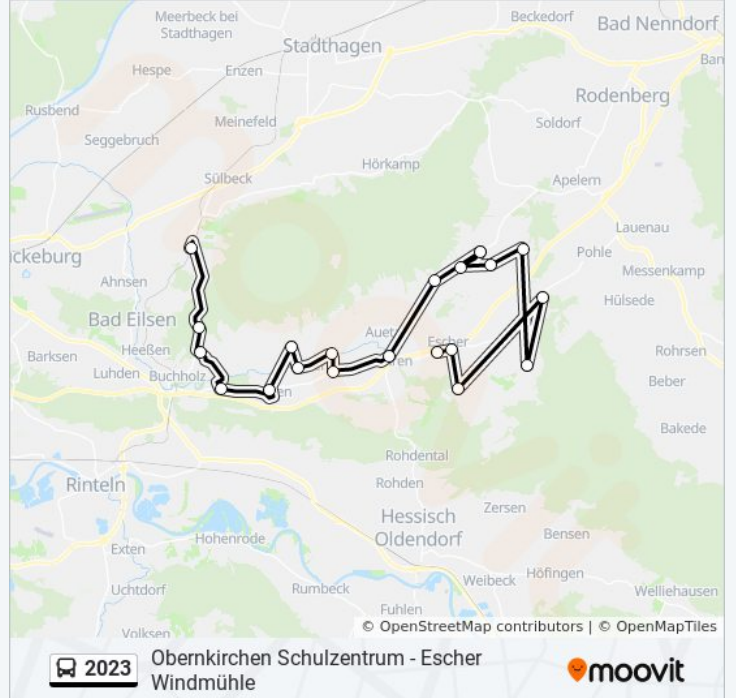 Meerbeck bei
Stadthagen
Beckedorf
Bad Nenndorf
Stadthagen
Ban
Hespe
Enzen
Rodenberg
Rusbend
Meinefeld
Soldorf
Seggebruch
Hörkamp
Sülbeck
Apelern
Lauenau
ckeburg
Pohle
Messenkamp
Ahnsen
Hülsede
Bad Eilsen
Auet
Escher
Barksen
Heeßen
Rohrsen
Luhden
Buchholz
ren
en
Beber
Bakede
Rohdental
Rinteln
Rohden
Hessisch
Oldendorf
Zersen
Hohenrode
Bensen
Exten
Höfingen
Weibeck
Uchtdorf
Rumbeck
Welliehausen
Fuhlen
Volksen
© OpenStreetMap contributors | © OpenMapTiles
2023
Obernkirchen Schulzentrum - Escher
Windmühle
moovit